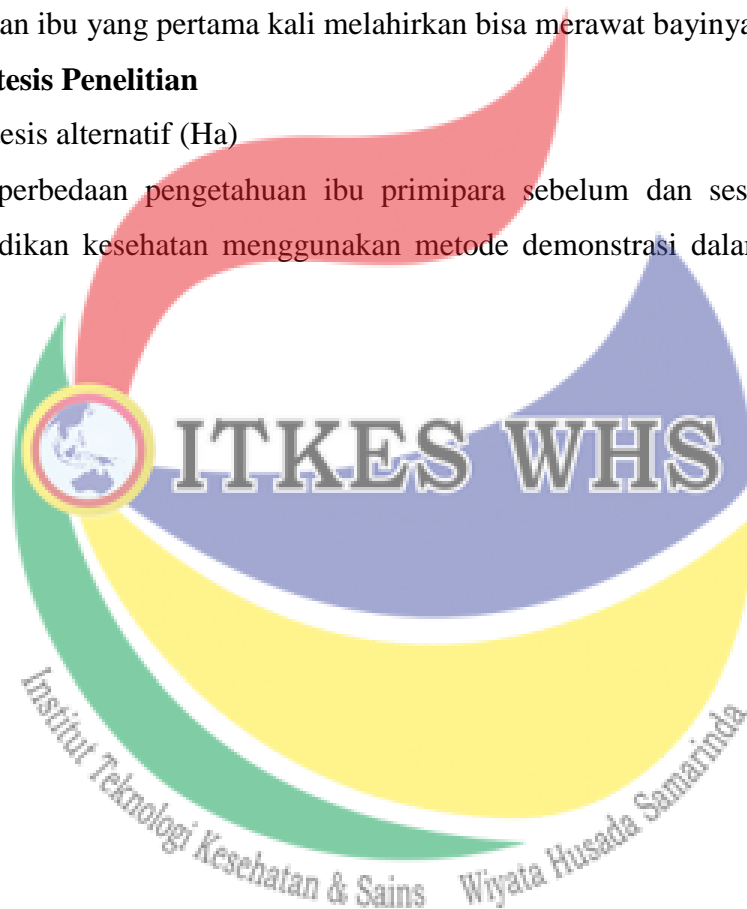 an ibu yang pertama kali melahirkan bisa merawat bayinya
tesis Penelitian
esis alternatif (Ha)
perbedaan pengetahuan ibu primipara sebelum dan ses
dikan kesehatan menggunakan metode demonstrasi dalam
ITKES WHS
Institut Teknologi Kesehatan & Sains Wiyata Husada Samarinda